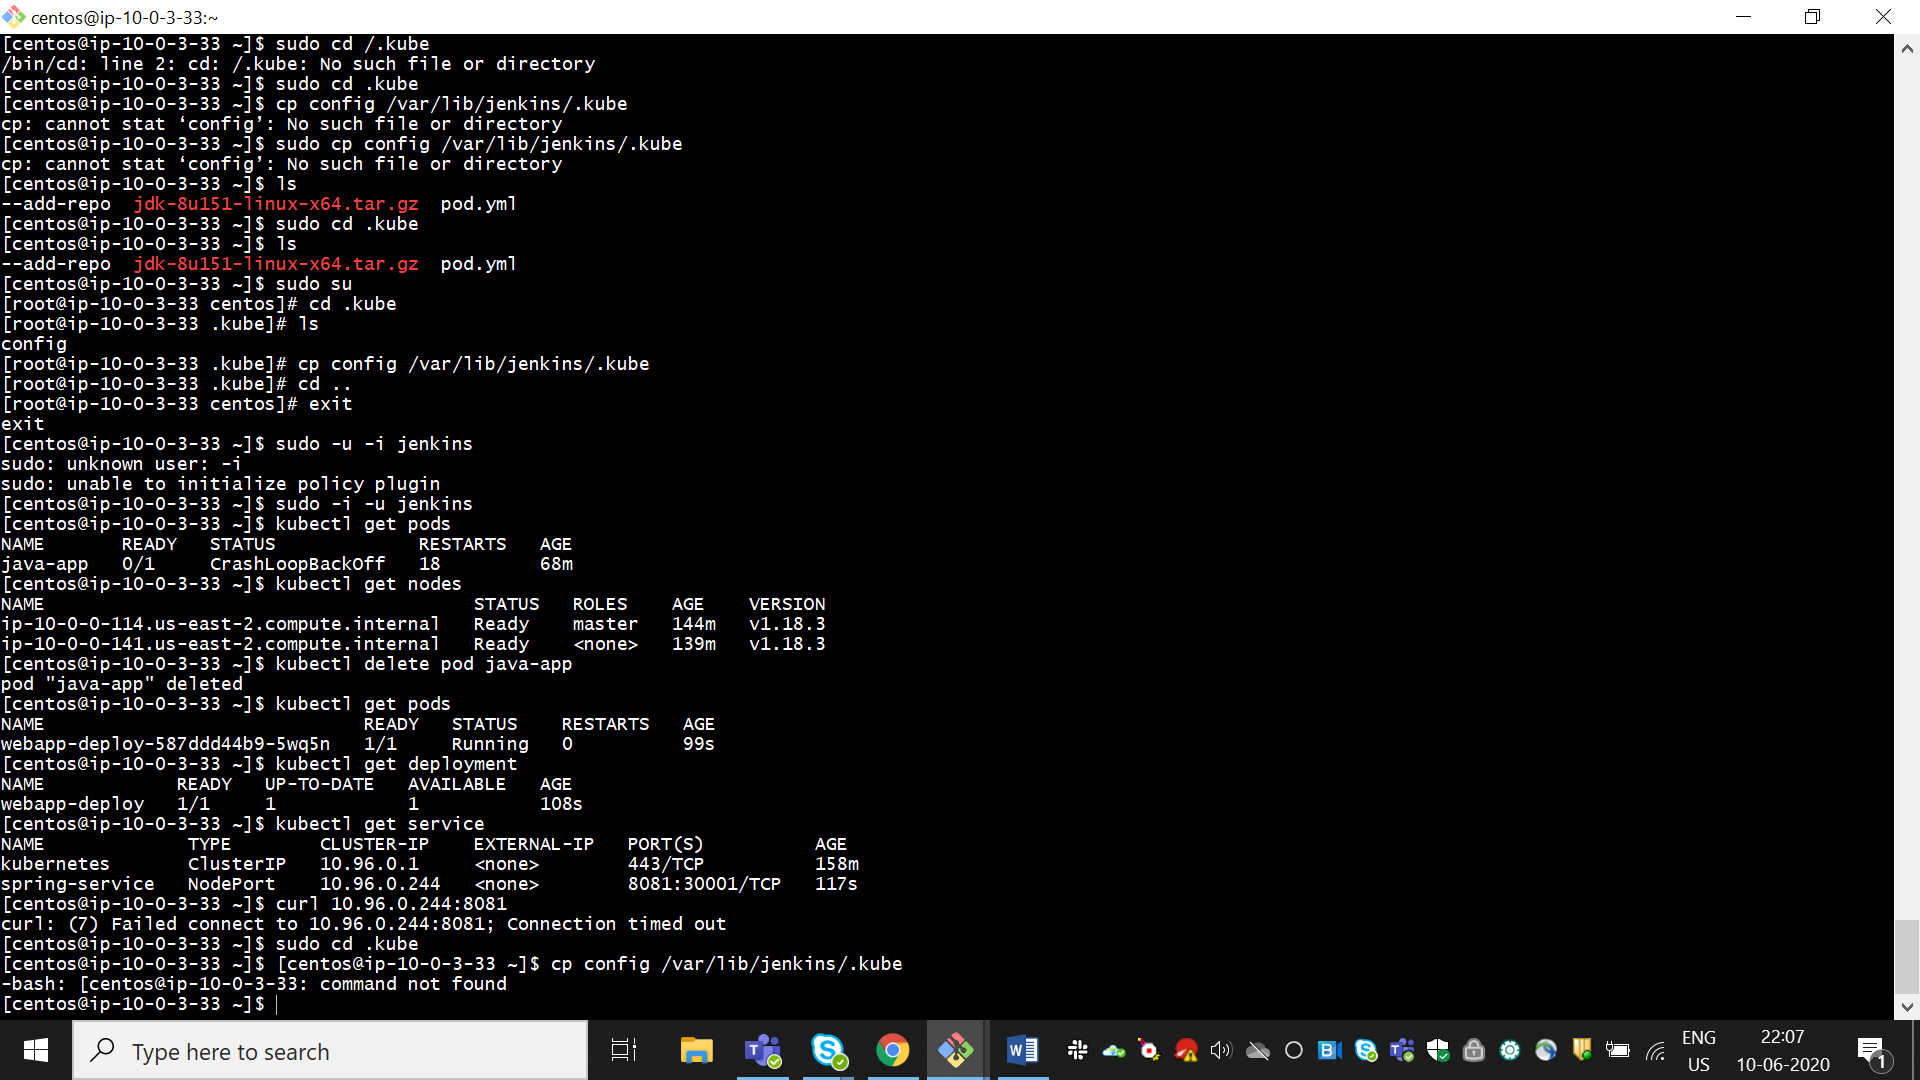 centos@ip-10-0-3-33:~
[centos@ip-10-0-3-33 ~]$ sudo cd /.kube
/bin/cd: line 2: cd: /.kube: No such file or directory
[centos@ip-10-0-3-33 ~]$ sudo cd .kube
[centos@ip-10-0-3-33 ~]$ cp config /var/lib/jenkins/.kube
cp: cannot stat ‘config’: No such file or directory
[centos@ip-10-0-3-33 ~]$ sudo cp config /var/lib/jenkins/.kube
cp: cannot stat ‘config’: No such file or directory
[centos@ip-10-0-3-33 ~]$ ls
--add-repo  jdk-8u151-linux-x64.tar.gz  pod.yml
[centos@ip-10-0-3-33 ~]$ sudo cd .kube
[centos@ip-10-0-3-33 ~]$ ls
--add-repo  jdk-8u151-linux-x64.tar.gz  pod.yml
[centos@ip-10-0-3-33 ~]$ sudo su
[root@ip-10-0-3-33 centos]# cd .kube
[root@ip-10-0-3-33 .kube]# ls
config
[root@ip-10-0-3-33 .kube]# cp config /var/lib/jenkins/.kube
[root@ip-10-0-3-33 .kube]# cd ..
[root@ip-10-0-3-33 centos]# exit
exit
[centos@ip-10-0-3-33 ~]$ sudo -u -i jenkins
sudo: unknown user: -i
sudo: unable to initialize policy plugin
[centos@ip-10-0-3-33 ~]$ sudo -i -u jenkins
[centos@ip-10-0-3-33 ~]$ kubectl get pods
NAME       READY   STATUS             RESTARTS   AGE
java-app   0/1     CrashLoopBackOff   18         68m
[centos@ip-10-0-3-33 ~]$ kubectl get nodes
NAME                                       STATUS   ROLES    AGE    VERSION
ip-10-0-0-114.us-east-2.compute.internal   Ready    master   144m   v1.18.3
ip-10-0-0-141.us-east-2.compute.internal   Ready    <none>   139m   v1.18.3
[centos@ip-10-0-3-33 ~]$ kubectl delete pod java-app
pod "java-app" deleted
[centos@ip-10-0-3-33 ~]$ kubectl get pods
NAME                             READY   STATUS    RESTARTS   AGE
webapp-deploy-587ddd44b9-5wq5n   1/1     Running   0          99s
[centos@ip-10-0-3-33 ~]$ kubectl get deployment
NAME            READY   UP-TO-DATE   AVAILABLE   AGE
webapp-deploy   1/1     1            1           108s
[centos@ip-10-0-3-33 ~]$ kubectl get service
NAME             TYPE        CLUSTER-IP    EXTERNAL-IP   PORT(S)          AGE
kubernetes       ClusterIP   10.96.0.1     <none>        443/TCP          158m
spring-service   NodePort    10.96.0.244   <none>        8081:30001/TCP   117s
[centos@ip-10-0-3-33 ~]$ curl 10.96.0.244:8081
curl: (7) Failed connect to 10.96.0.244:8081; Connection timed out
[centos@ip-10-0-3-33 ~]$ sudo cd .kube
[centos@ip-10-0-3-33 ~]$ [centos@ip-10-0-3-33 ~]$ cp config /var/lib/jenkins/.kube
-bash: [centos@ip-10-0-3-33: command not found
[centos@ip-10-0-3-33 ~]$
Type here to search
ENG
US
22:07
10-06-2020
1